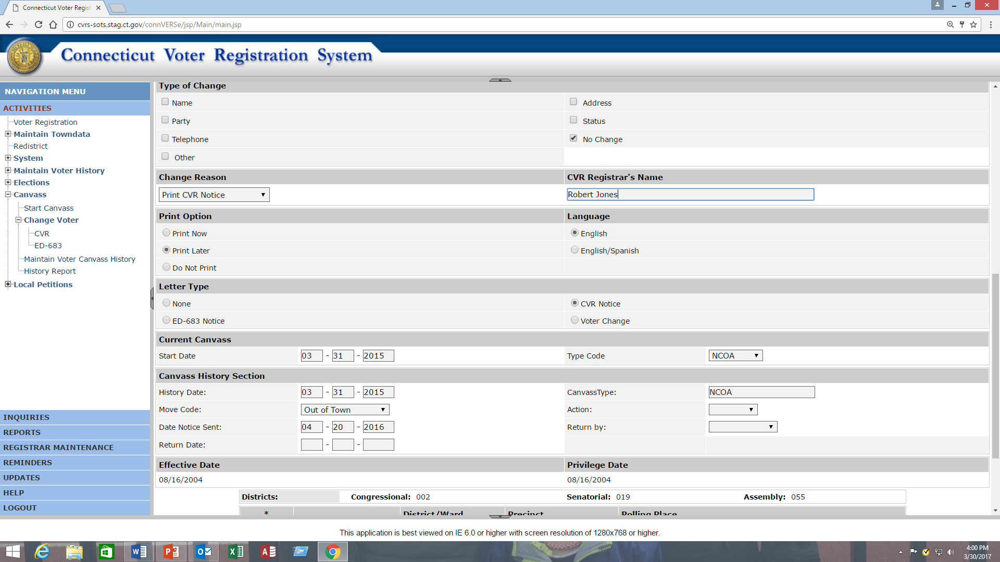 Connecticut Voter Regist
cvrs-sots.stag.ct.gov/connVERSe/jsp/Main/main.jsp
Connecticut Voter Registration System
NAVIGATION MENU
ACTIVITIES
Voter Registration
Maintain Towndata
Redistrict
System
Maintain Voter History
Elections
Canvass
Start Canvass
Change Voter
CVR
ED-683
Maintain Voter Canvass History
History Report
Local Petitions
INQUIRIES
REPORTS
REGISTRAR MAINTENANCE
REMINDERS
UPDATES
HELP
LOGOUT
Type of Change
Name Address
Party Status
Telephone No Change
Other
Change Reason CVR Registrar's Name
Print CVR Notice Robert Jones
Print Option Language
Print Now English
Print Later English/Spanish
Do Not Print
Letter Type
None CVR Notice
ED-683 Notice Voter Change
Current Canvass
Start Date 03 - 31 - 2015 Type Code NCOA
Canvass History Section
History Date: 03 - 31 - 2015 CanvassType: NCOA
Move Code: Out of Town Action:
Date Notice Sent: 04 - 20 - 2016 Return by:
Return Date: - -
Effective Date Privilege Date
08/16/2004 08/16/2004
Districts: Congressional: 002 Senatorial: 019 Assembly: 055
* District/Ward Precinct Polling Place
This application is best viewed on IE 6.0 or higher with screen resolution of 1280x768 or higher.
4:00 PM
3/30/2017